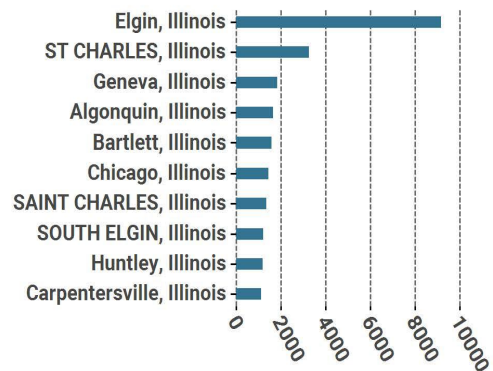 Elgin, Illinois
ST CHARLES, Illinois
Geneva, Illinois
Algonquin, Illinois
Bartlett, Illinois
Chicago, Illinois
SAINT CHARLES, Illinois
SOUTH ELGIN, Illinois
Huntley, Illinois
Carpentersville, Illinois
0 2000 4000 6000 8000 10000